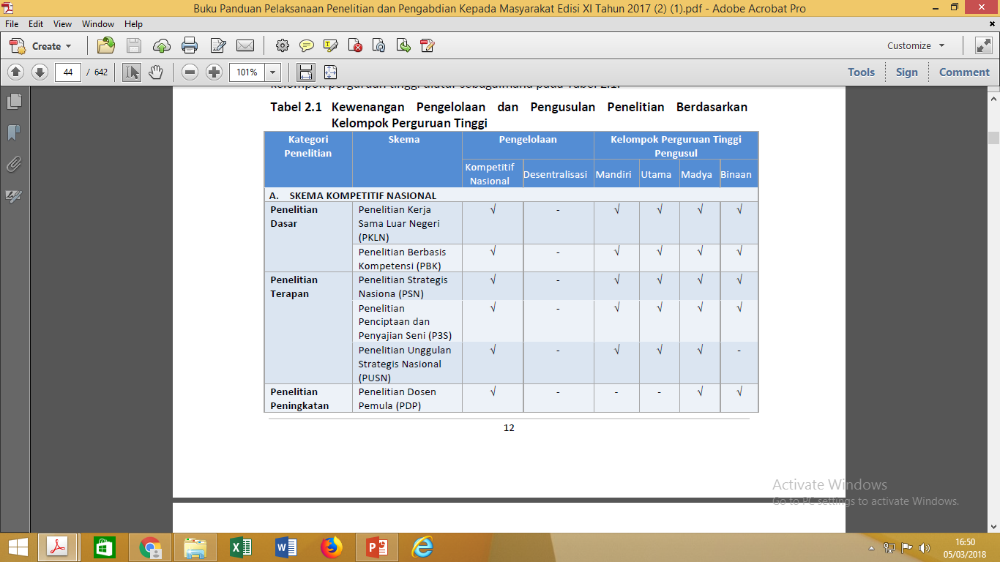 Buku Panduan Pelaksanaan Penelitian dan Pengabdian Kepada Masyarakat Edisi XI Tahun 2017 (2) (1).pdf - Adobe Acrobat Pro
File Edit View Window Help
Create Customize
44 / 642 101% Tools Sign Comment
Kelompok perguruan tinggi diatur sebagaimana pada Tabel 2.1.
Tabel 2.1 Kewenangan Pengelolaan dan Pengusulan Penelitian Berdasarkan
Kelompok Perguruan Tinggi
Kategori Skema Pengelolaan Kelompok Perguruan Tinggi
Penelitian Pengusul
Kompetitif Nasional Desentralisasi Mandiri Utama Madya Binaan
A. SKEMA KOMPETITIF NASIONAL
Penelitian Penelitian Kerja √ - √ √ √ √
Dasar Sama Luar Negeri
(PKLN)
Penelitian Berbasis √ - √ √ √ √
Kompetensi (PBK)
Penelitian Penelitian Strategis √ - √ √ √ √
Terapan Nasiona (PSN)
Penelitian √ - √ √ √ √
Penciptaan dan
Penyajian Seni (P3S)
Penelitian Unggulan √ - √ √ √ -
Strategis Nasional
(PUSN)
Penelitian Penelitian Dosen √ - - - √ √
Peningkatan Pemula (PDP)
12
Activate Windows
Go to PC settings to activate Windows.
16:50
05/03/2018